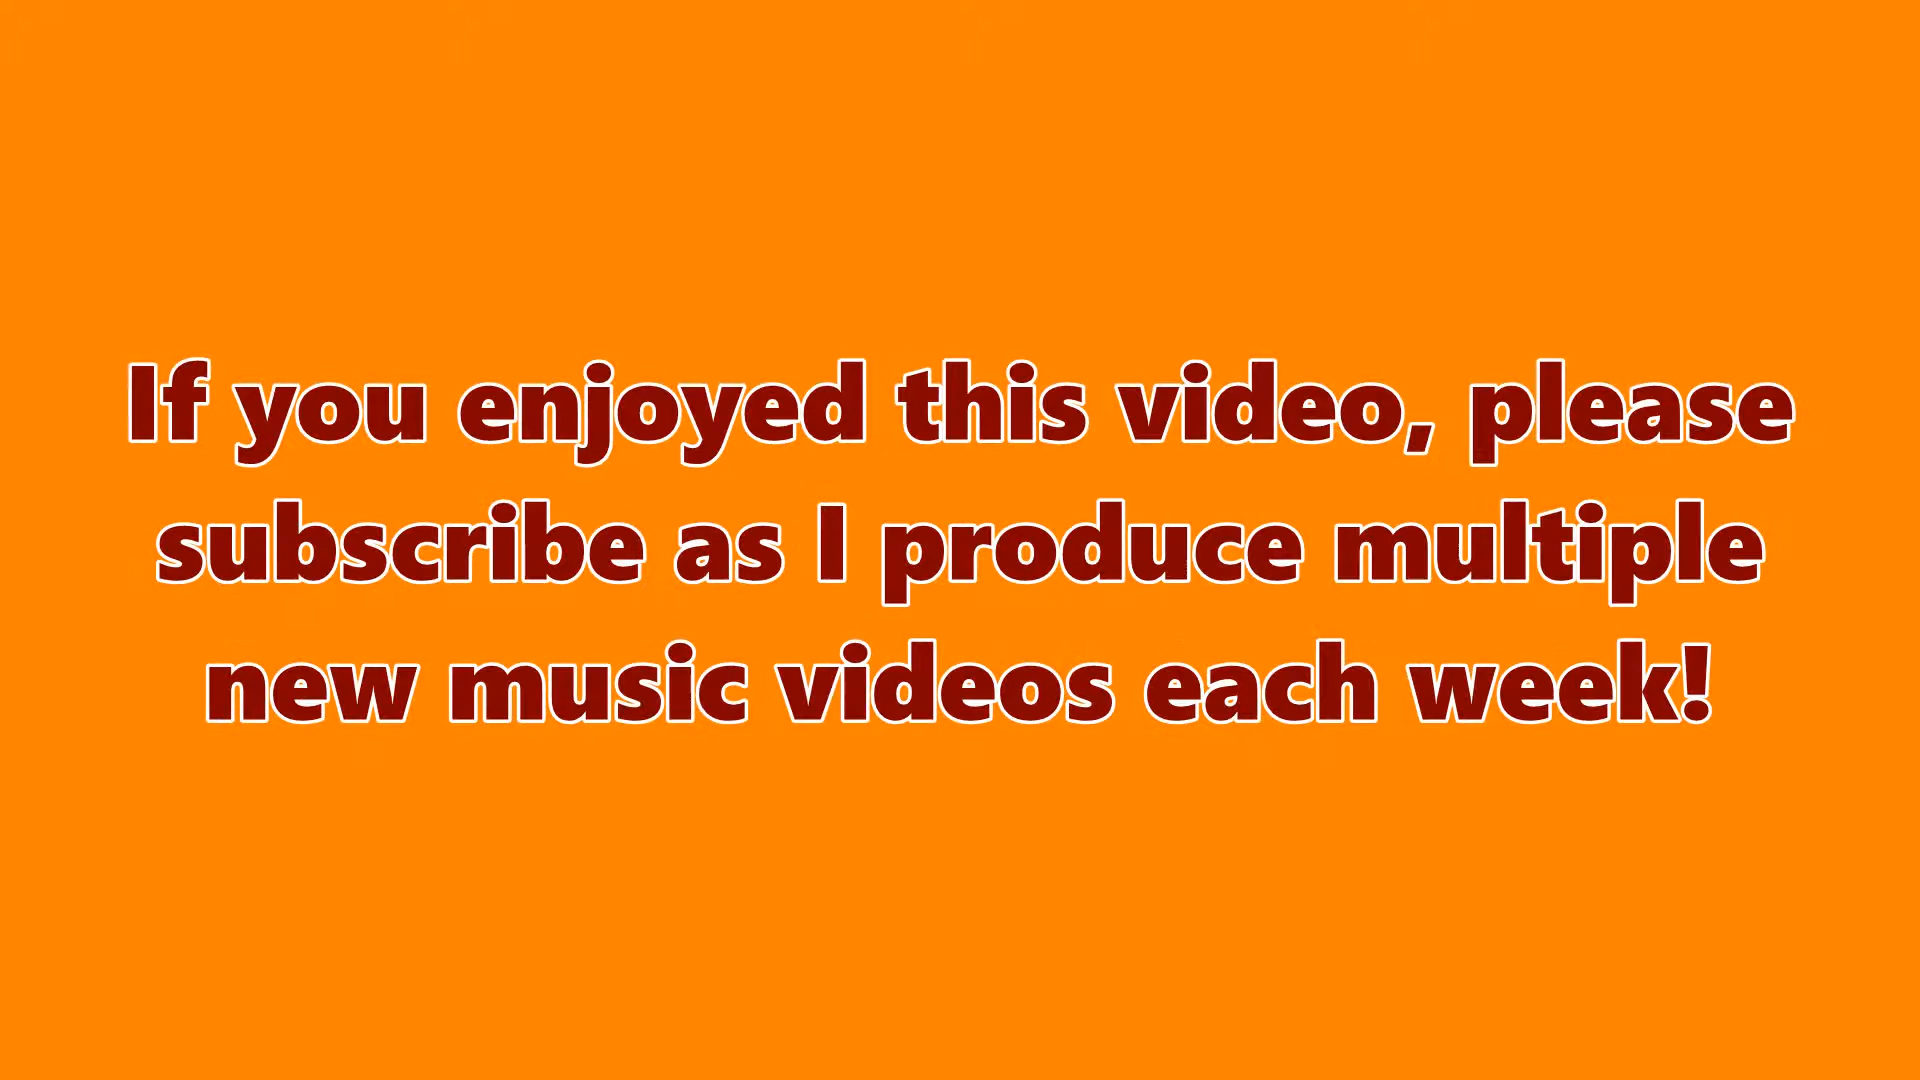 If you enjoyed this video, please
subscribe as I produce multiple
new music videos each week!